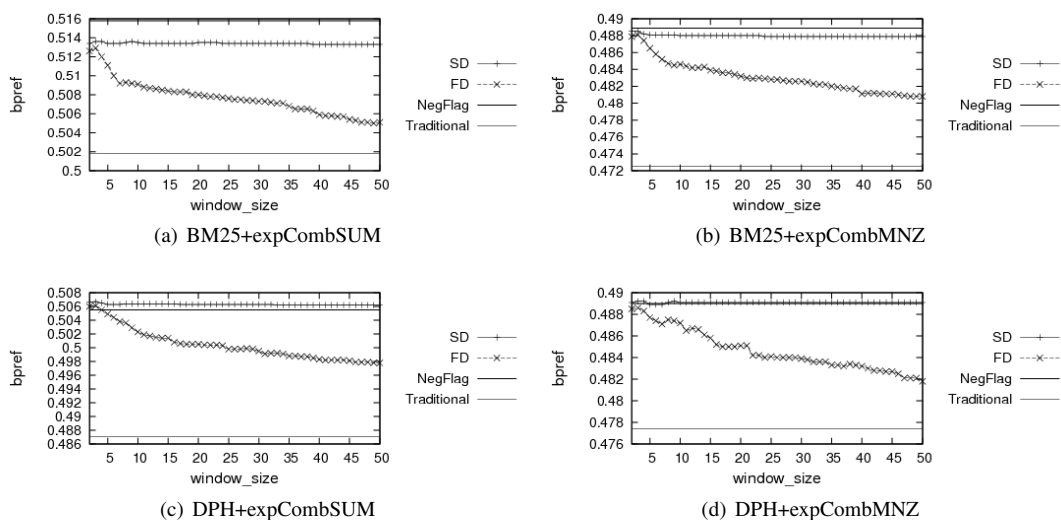 0.516
0.514
0.512
0.51
0.508
0.506
0.504
0.502
0.5
bpref
5 10 15 20 25 30 35 40 45 50
window_size
SD
FD
NegFlag
Traditional
(a) BM25+expCombSUM
0.49
0.488
0.486
0.484
0.482
0.48
0.478
0.476
0.474
0.472
bpref
5 10 15 20 25 30 35 40 45 50
window_size
SD
FD
NegFlag
Traditional
(b) BM25+expCombMNZ
0.508
0.506
0.504
0.502
0.5
0.498
0.496
0.494
0.492
0.49
0.488
0.486
bpref
5 10 15 20 25 30 35 40 45 50
window_size
SD
FD
NegFlag
Traditional
(c) DPH+expCombSUM
0.49
0.488
0.486
0.484
0.482
0.48
0.478
0.476
bpref
5 10 15 20 25 30 35 40 45 50
window_size
SD
FD
NegFlag
Traditional
(d) DPH+expCombMNZ